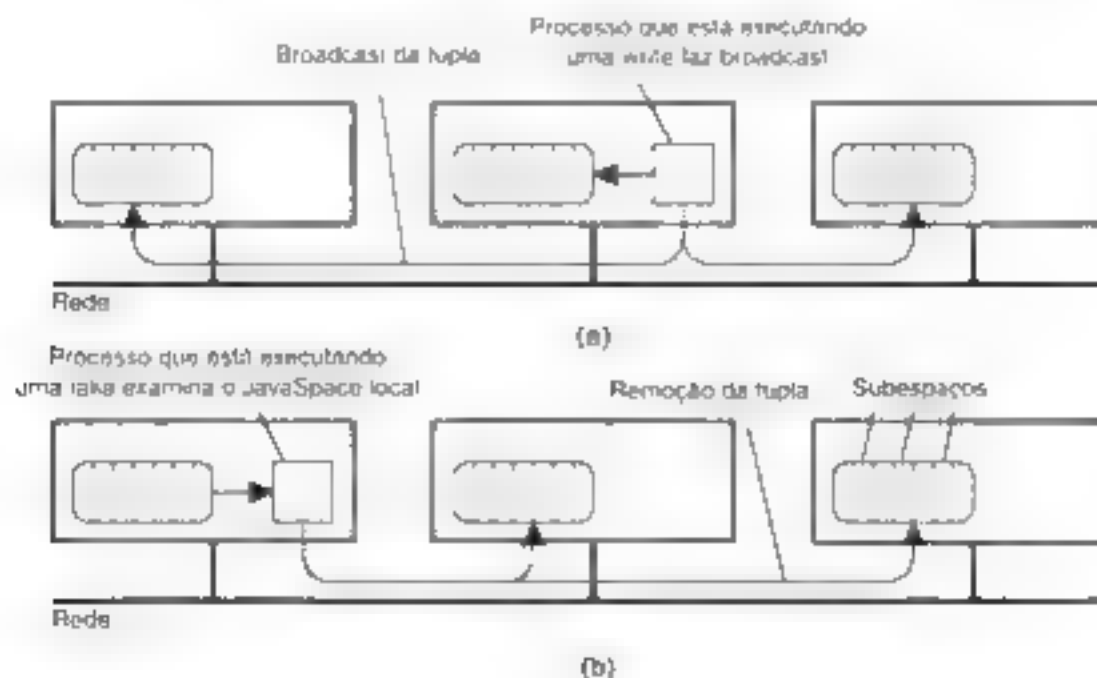 Processo que está executando
uma write faz broadcast
Broadcast da tupla
Rede
(a)
Processo que está executando
uma take examina o JavaSpace local
Remoção da tupla
Subespaços
Rede
(b)